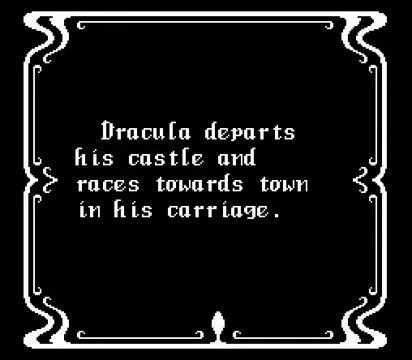 Dracula departs
his castle and
races towards town
in his carriage.